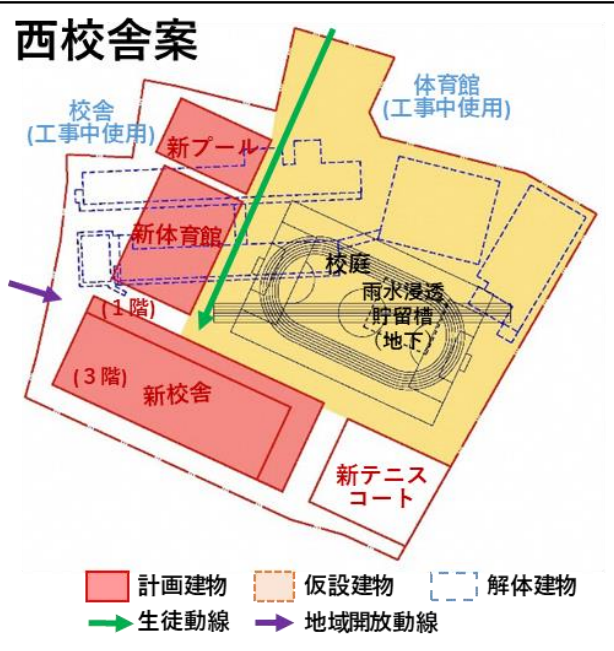 西校舎案
体育館
(工事中使用)
校舎
(工事中使用)
新プール
新体育館
校庭
雨水浸透
貯留槽
(地下)
(１階)
(３階)
新校舎
新テニス
コート
計画建物
仮設建物
解体建物
生徒動線
地域開放動線